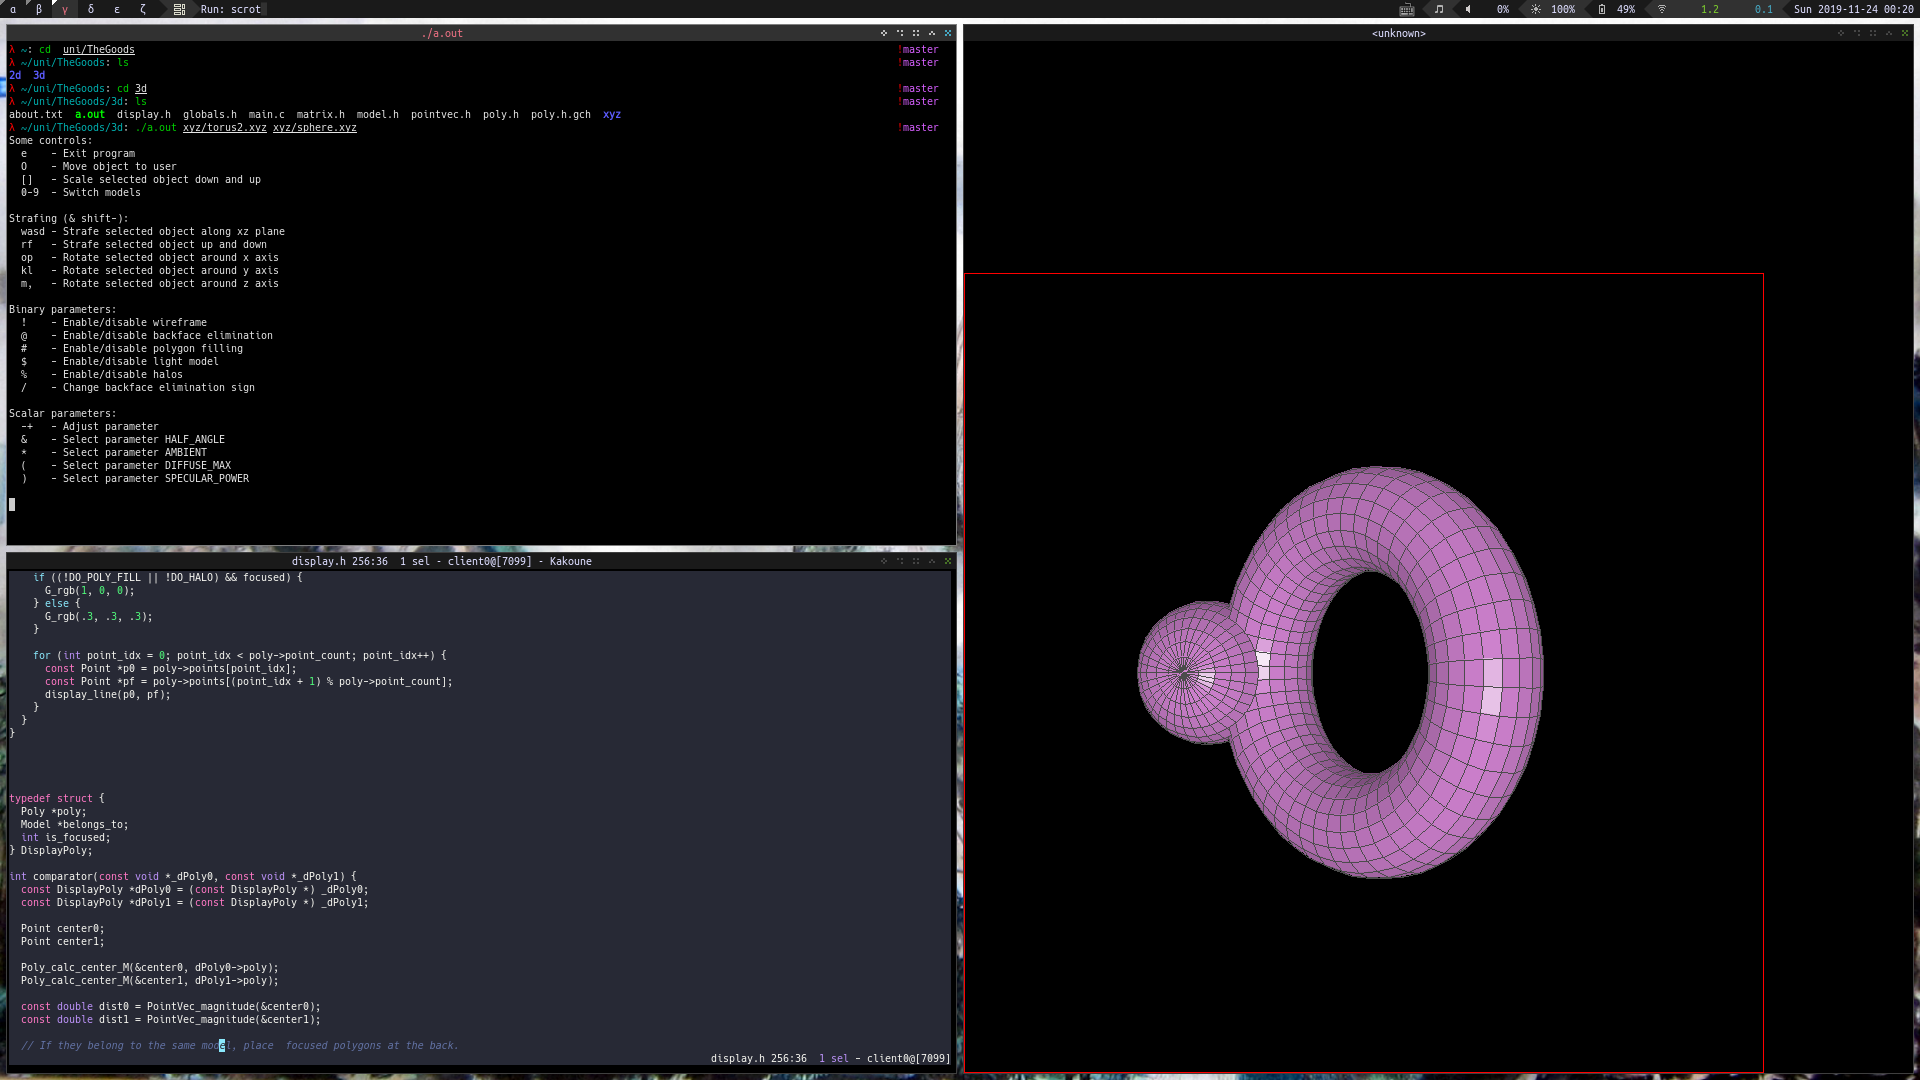 α β γ δ ε ζ Run: scrot 0% 100% 49% 1.2 0.1 Sun 2019-11-24 00:20
./a.out
λ ~: cd  uni/TheGoods !master
λ ~/uni/TheGoods: ls !master
2d  3d
λ ~/uni/TheGoods: cd 3d !master
λ ~/uni/TheGoods/3d: ls !master
about.txt  a.out  display.h  globals.h  main.c  matrix.h  model.h  pointvec.h  poly.h  poly.h.gch  xyz
λ ~/uni/TheGoods/3d: ./a.out xyz/torus2.xyz xyz/sphere.xyz !master
Some controls:
  e    - Exit program
  O    - Move object to user
  []   - Scale selected object down and up
  0-9  - Switch models
Strafing (& shift-):
  wasd - Strafe selected object along xz plane
  rf   - Strafe selected object up and down
  op   - Rotate selected object around x axis
  kl   - Rotate selected object around y axis
  m,   - Rotate selected object around z axis
Binary parameters:
  !    - Enable/disable wireframe
  @    - Enable/disable backface elimination
  #    - Enable/disable polygon filling
  $    - Enable/disable light model
  %    - Enable/disable halos
  /    - Change backface elimination sign
Scalar parameters:
  -+   - Adjust parameter
  &    - Select parameter HALF_ANGLE
  *    - Select parameter AMBIENT
  (    - Select parameter DIFFUSE_MAX
  )    - Select parameter SPECULAR_POWER
display.h 256:36  1 sel - client0@[7099] - Kakoune
    if ((!DO_POLY_FILL || !DO_HALO) && focused) {
      G_rgb(1, 0, 0);
    } else {
      G_rgb(.3, .3, .3);
    }
    for (int point_idx = 0; point_idx < poly->point_count; point_idx++) {
      const Point *p0 = poly->points[point_idx];
      const Point *pf = poly->points[(point_idx + 1) % poly->point_count];
      display_line(p0, pf);
    }
  }
}
typedef struct {
  Poly *poly;
  Model *belongs_to;
  int is_focused;
} DisplayPoly;
int comparator(const void *_dPoly0, const void *_dPoly1) {
  const DisplayPoly *dPoly0 = (const DisplayPoly *) _dPoly0;
  const DisplayPoly *dPoly1 = (const DisplayPoly *) _dPoly1;
  Point center0;
  Point center1;
  Poly_calc_center_M(&center0, dPoly0->poly);
  Poly_calc_center_M(&center1, dPoly1->poly);
  const double dist0 = PointVec_magnitude(&center0);
  const double dist1 = PointVec_magnitude(&center1);
  // If they belong to the same model, place  focused polygons at the back.
display.h 256:36  1 sel - client0@[7099]
<unknown>